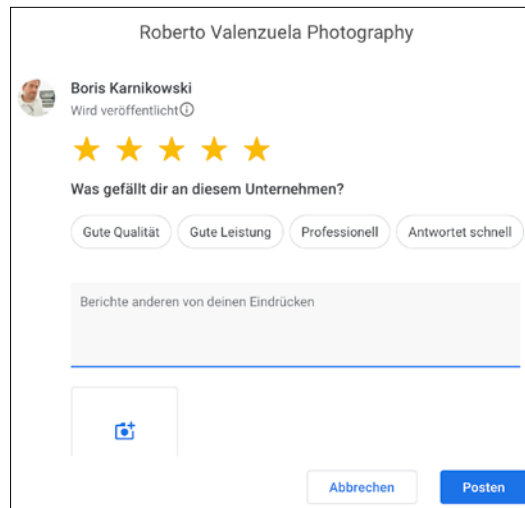 Roberto Valenzuela Photography
Boris Karnikowski
Wird veröffentlicht
Was gefällt dir an diesem Unternehmen?
Gute Qualität Gute Leistung Professionell Antwortet schnell
Berichte anderen von deinen Eindrücken
Abbrechen Posten